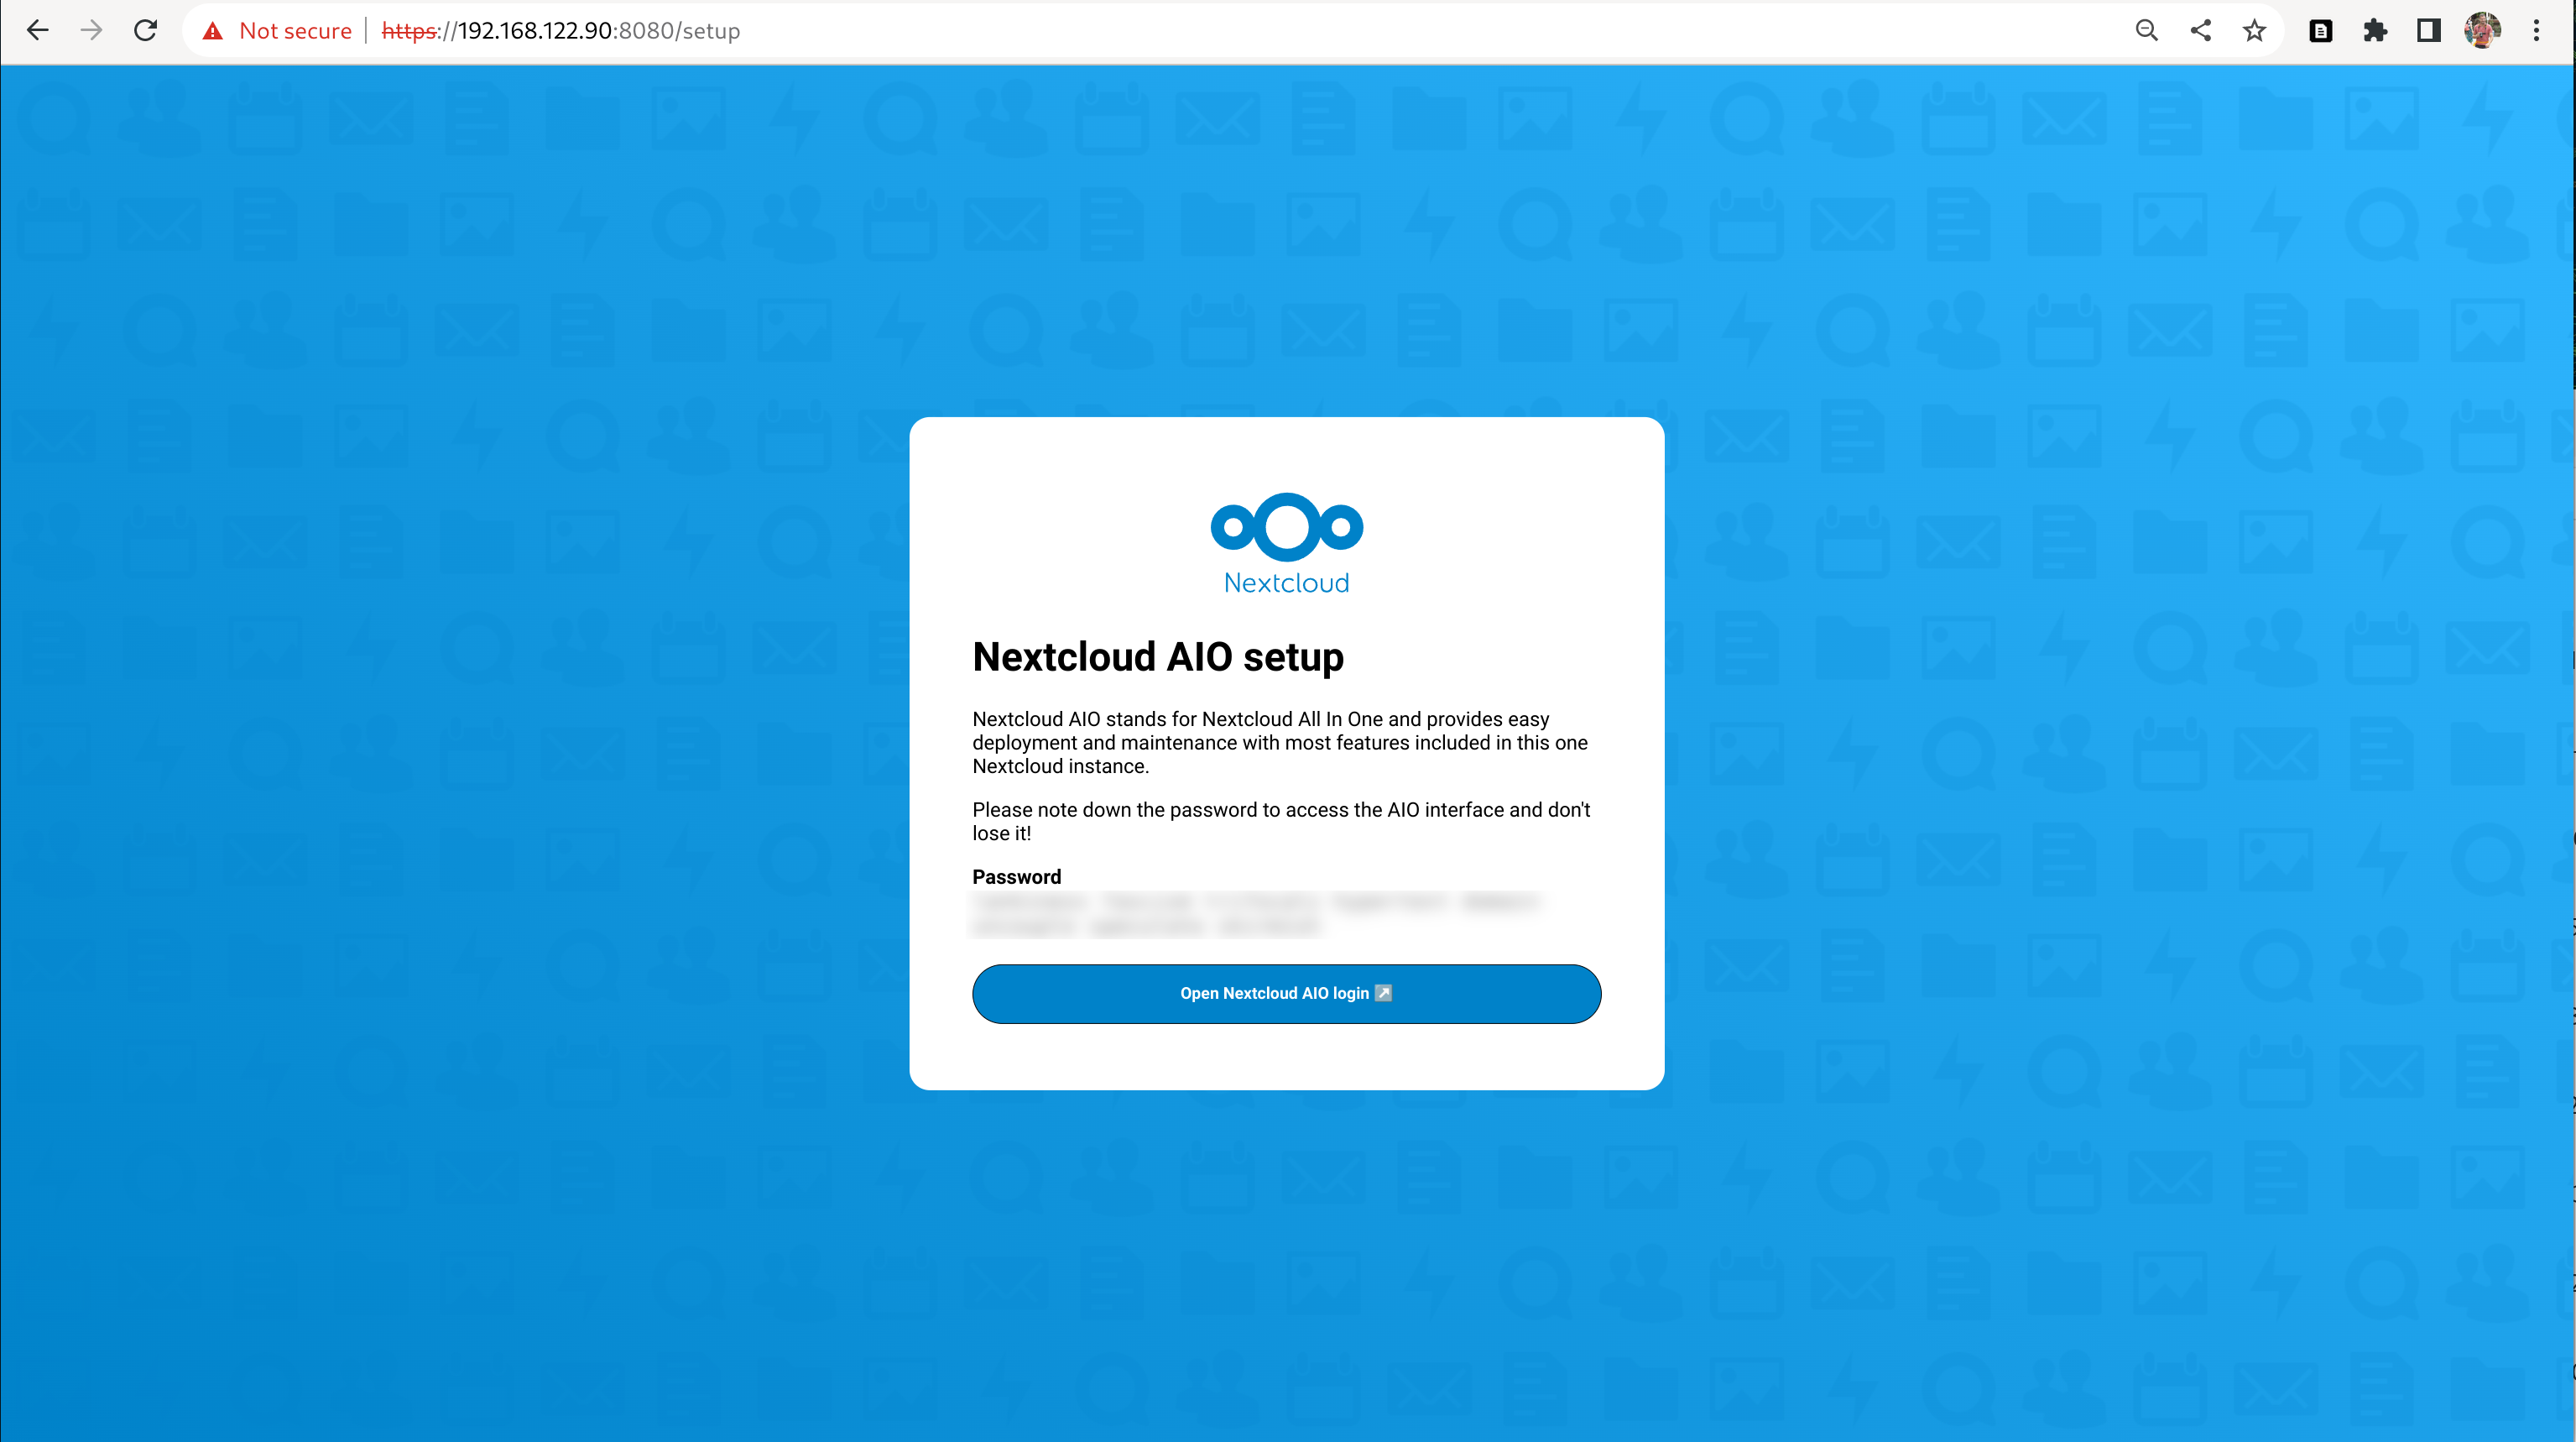 Not secure https://192.168.122.90:8080/setup
Nextcloud
Nextcloud AIO setup
Nextcloud AIO stands for Nextcloud All In One and provides easy
deployment and maintenance with most features included in this one
Nextcloud instance.
Please note down the password to access the AIO interface and don't
lose it!
Password
Open Nextcloud AIO login